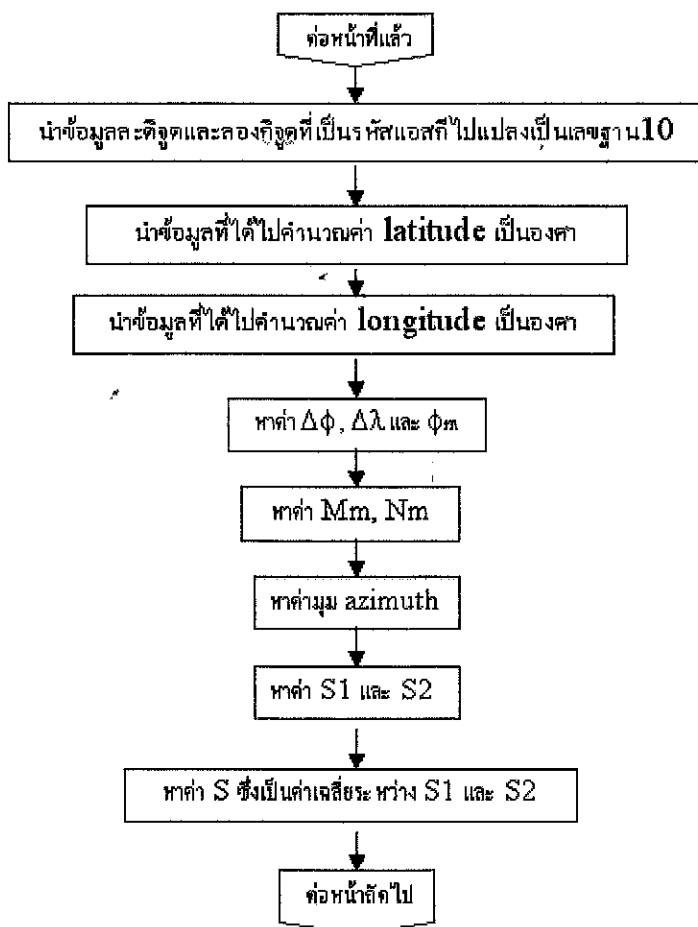 ต่อหน้าที่แล้ว
นำข้อมูลละติจูดและลองกิจูดที่เป็นรหัสแอสกีไปแปลงเป็นเลขฐาน10
นำข้อมูลที่ได้ไปคำนวณค่า latitude เป็นองศา
นำข้อมูลที่ได้ไปคำนวณค่า longitude เป็นองศา
หาค่า Δϕ, Δλ และ ϕm
หาค่า Mm, Nm
หาค่ามุม azimuth
หาค่า S1 และ S2
หาค่า S ซึ่งเป็นค่าเฉลี่ยระหว่าง S1 และ S2
ต่อหน้าถัดไป